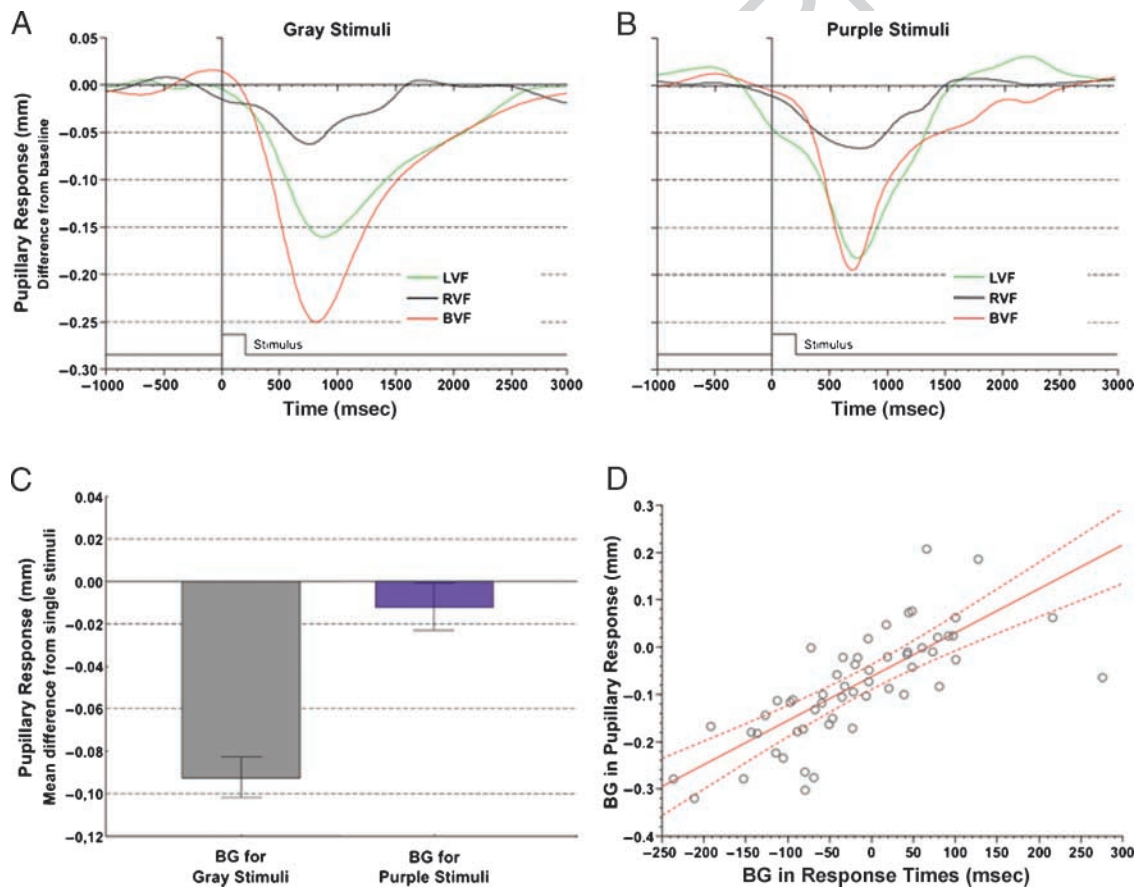 A
Gray Stimuli
Pupillary Response (mm)
Difference from baseline
0.05
0.00
−0.05
−0.10
−0.15
−0.20
−0.25
−0.30
LVF
RVF
BVF
Stimulus
−1000 −500 0 500 1000 1500 2000 2500 3000
Time (msec)
B
Purple Stimuli
LVF
RVF
BVF
Stimulus
−1000 −500 0 500 1000 1500 2000 2500 3000
Time (msec)
C
Pupillary Response (mm)
Mean difference from single stimuli
0.04
0.02
0.00
−0.02
−0.04
−0.06
−0.08
−0,10
−0,12
BG for
Gray Stimuli
BG for
Purple Stimuli
D
BG in Pupillary Response (mm)
0.3
0.2
0.1
0.0
−0.1
−0.2
−0.3
−0.4
−250 −200 −150 −100 −50 0 50 100 150 200 250 300
BG in Response Times (msec)